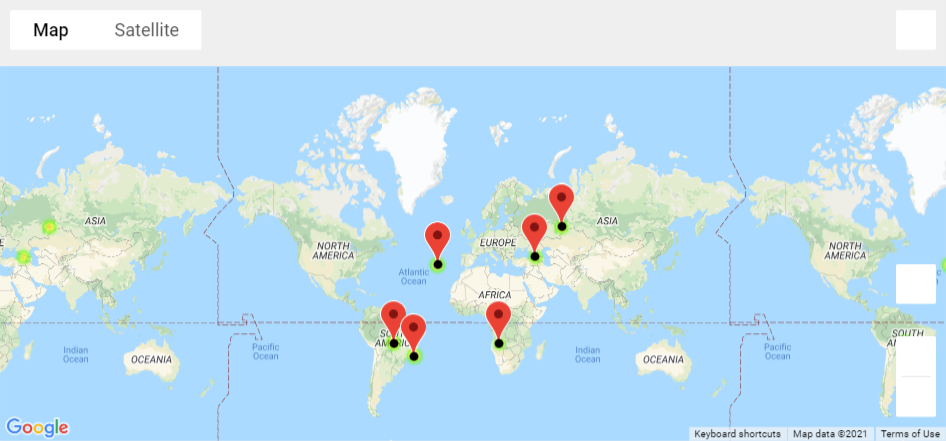 Map Satellite
ASIA
EUROPE
ASIA
NORTH
AMERICA
NORTH
AMERICA
Atlantic
Ocean
AFRICA
SOUTH
AMERICA
Indian
Ocean
OCEANIA
Pacific
Ocean
Indian
Ocean
OCEANIA
Pacific
Ocean
Google
Keyboard shortcuts Map data ©2021 Terms of Use